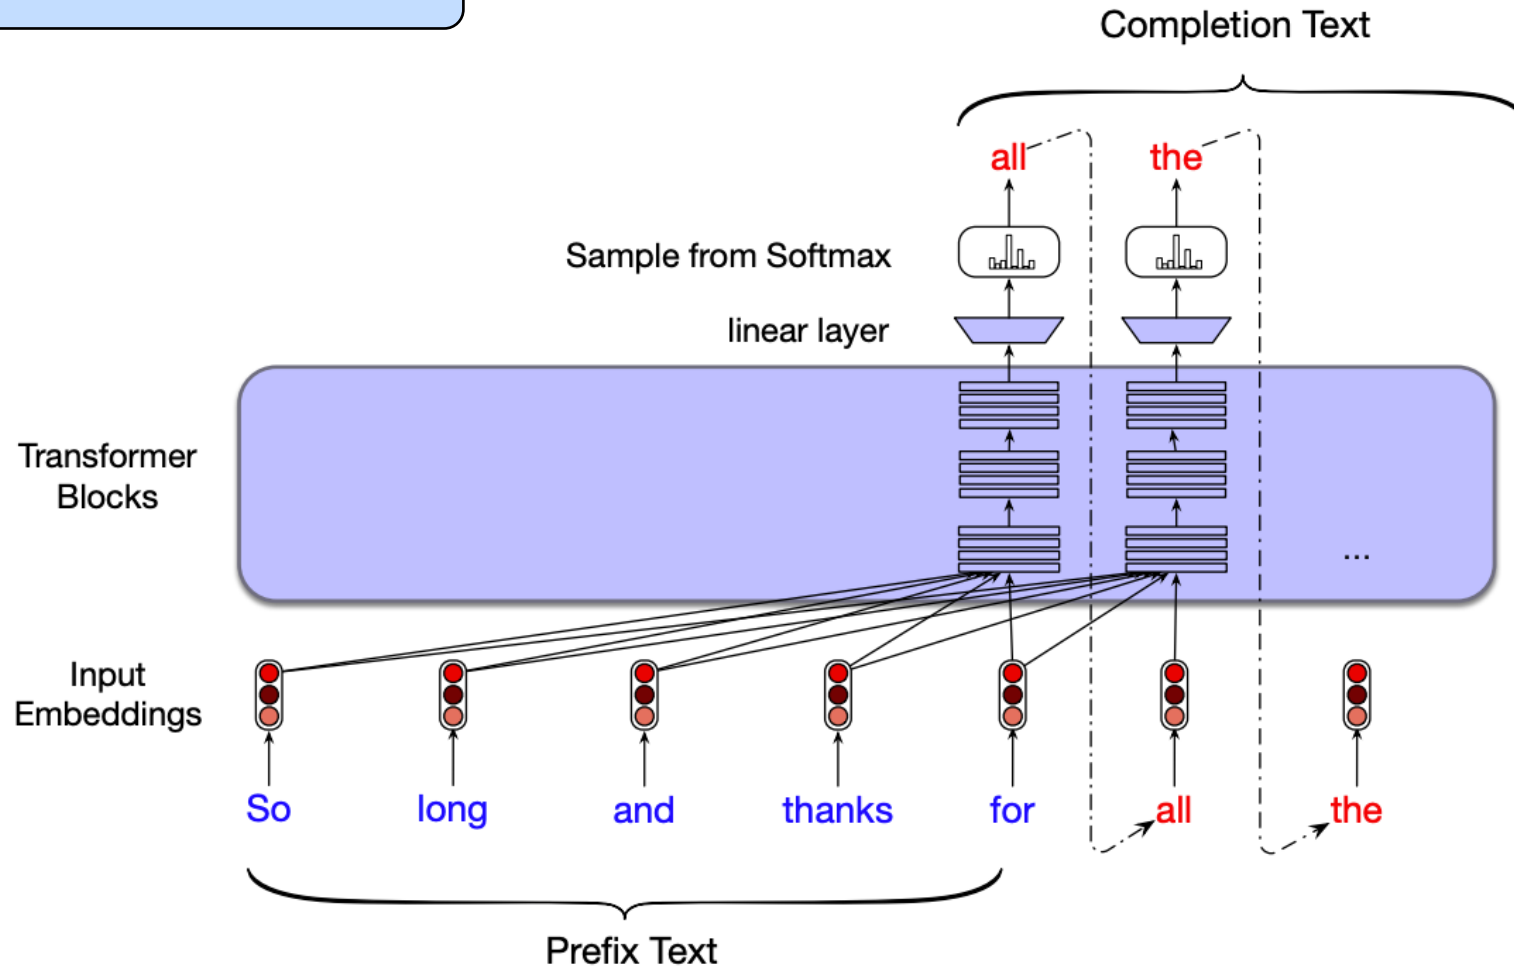 Completion Text
all the
Sample from Softmax
linear layer
Transformer
Blocks
...
Input
Embeddings
So long and thanks for all the
Prefix Text